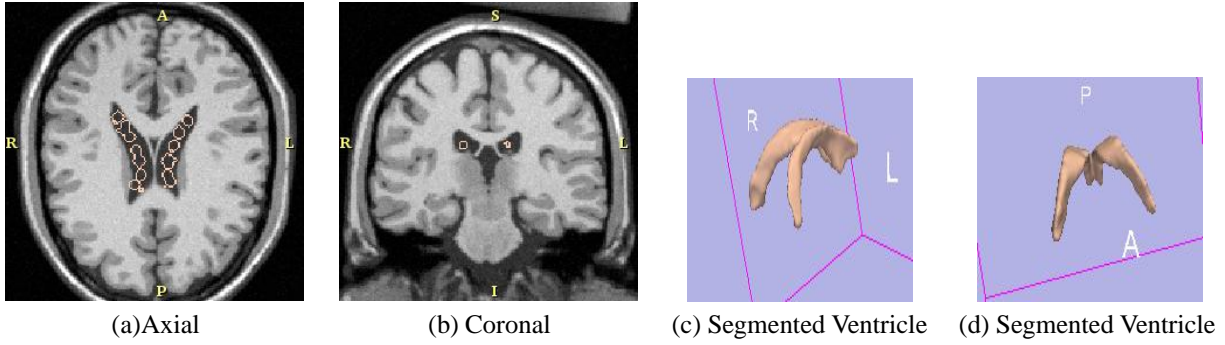 A
R
L
P
S
R
L
I
R
L
P
A
(a)Axial
(b) Coronal
(c) Segmented Ventricle
(d) Segmented Ventricle